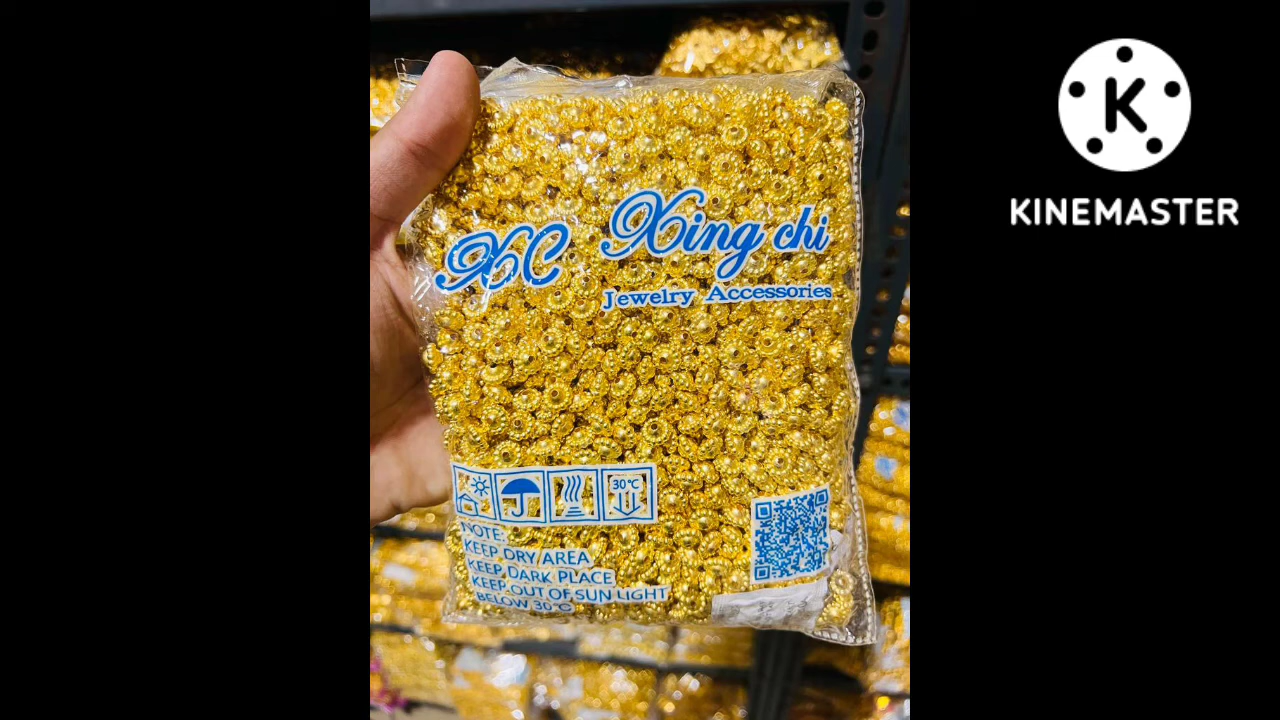 K
KINEMASTER
XC
Xing chi
Jewelry Accessories
30℃
NOTE:
KEEP DRY AREA
KEEP DARK PLACE
KEEP OUT OF SUN LIGHT
BELOW 30℃